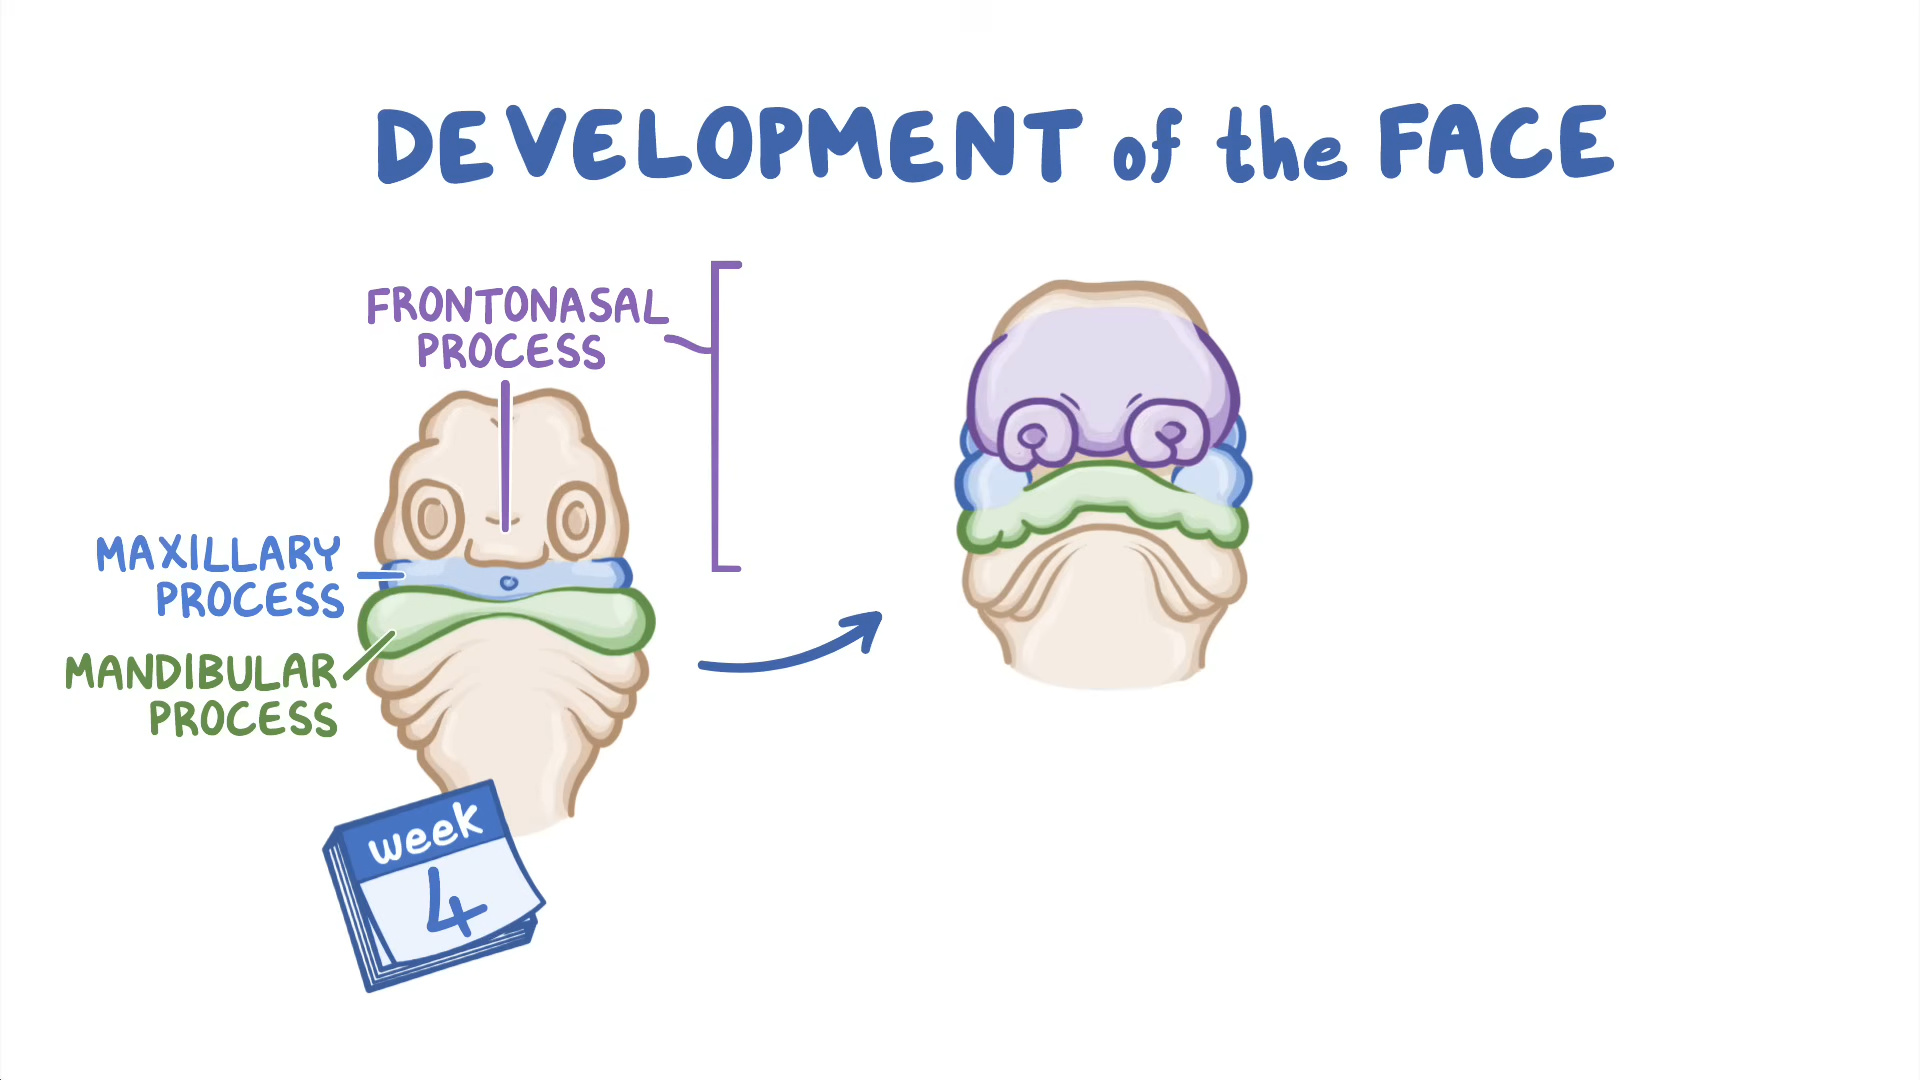 DEVELOPMENT of the FACE
FRONTONASAL
PROCESS
MAXILLARY
PROCESS
MANDIBULAR
PROCESS
week
4